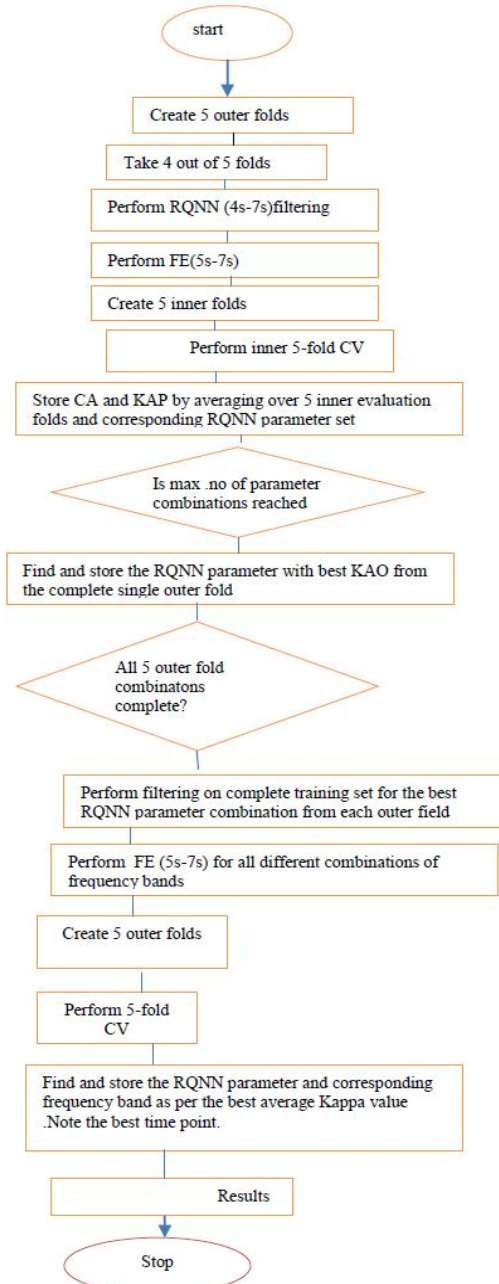 start
Create 5 outer folds
Take 4 out of 5 folds
Perform RQNN (4s-7s)filtering
Perform FE(5s-7s)
Create 5 inner folds
Perform inner 5-fold CV
Store CA and KAP by averaging over 5 inner evaluation
folds and corresponding RQNN parameter set
Is max .no of parameter
combinations reached
Find and store the RQNN parameter with best KAO from
the complete single outer fold
All 5 outer fold
combinatons
complete?
Perform filtering on complete training set for the best
RQNN parameter combination from each outer field
Perform FE (5s-7s) for all different combinations of
frequency bands
Create 5 outer folds
Perform 5-fold
CV
Find and store the RQNN parameter and corresponding
frequency band as per the best average Kappa value
.Note the best time point.
Results
Stop